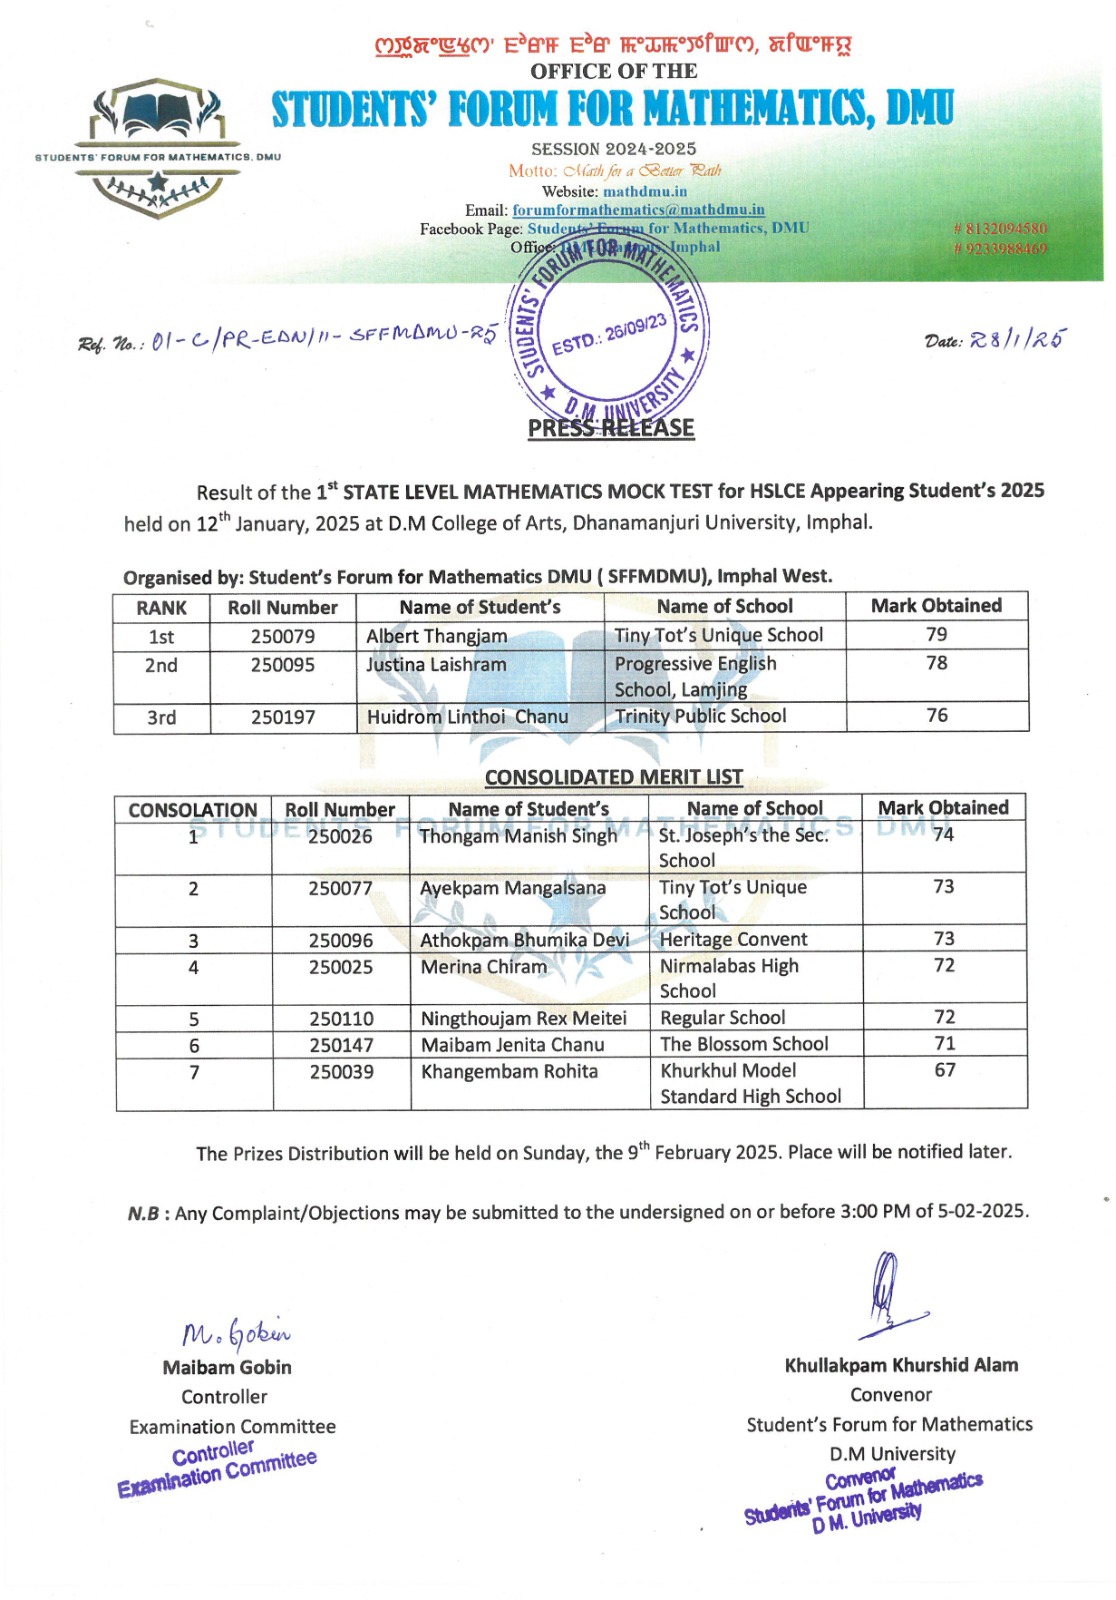 OFFICE OF THE
STUDENTS' FORUM FOR MATHEMATICS, DMU
SESSION 2024-2025
Motto: Math for a Better Path
STUDENTS' FORUM FOR MATHEMATICS, DMU
Website: mathdmu.in
Email: forumformathematics@mathdmu.in
Facebook Page: Students' Forum for Mathematics, DMU
# 8132094580
Office: DMU Campus, Imphal
# 9233988469
STUDENTS' FORUM FOR MATHEMATICS
ESTD.: 26/09/23
★ D.M. UNIVERSITY ★
Ref. No.: 01-C/PR-EDN/11-SFFMDMU-25
Date: 28/1/25
PRESS RELEASE
Result of the 1st STATE LEVEL MATHEMATICS MOCK TEST for HSLCE Appearing Student's 2025
held on 12th January, 2025 at D.M College of Arts, Dhanamanjuri University, Imphal.
Organised by: Student's Forum for Mathematics DMU ( SFFMDMU), Imphal West.
RANK Roll Number Name of Student's Name of School Mark Obtained
1st 250079 Albert Thangjam Tiny Tot's Unique School 79
2nd 250095 Justina Laishram Progressive English 78
School, Lamjing
3rd 250197 Huidrom Linthoi Chanu Trinity Public School 76
CONSOLIDATED MERIT LIST
CONSOLATION Roll Number Name of Student's Name of School Mark Obtained
STUDENTS' FORUM FOR MATHEMATICS, DMU
1 250026 Thongam Manish Singh St. Joseph's the Sec. 74
School
2 250077 Ayekpam Mangalsana Tiny Tot's Unique 73
School
3 250096 Athokpam Bhumika Devi Heritage Convent 73
4 250025 Merina Chiram Nirmalabas High 72
School
5 250110 Ningthoujam Rex Meitei Regular School 72
6 250147 Maibam Jenita Chanu The Blossom School 71
7 250039 Khangembam Rohita Khurkhul Model 67
Standard High School
The Prizes Distribution will be held on Sunday, the 9th February 2025. Place will be notified later.
N.B : Any Complaint/Objections may be submitted to the undersigned on or before 3:00 PM of 5-02-2025.
M. Gobin
Maibam Gobin
Controller
Examination Committee
Controller
Examination Committee
Khullakpam Khurshid Alam
Convenor
Student's Forum for Mathematics
D.M University
Convenor
Students' Forum for Mathematics
D M. University